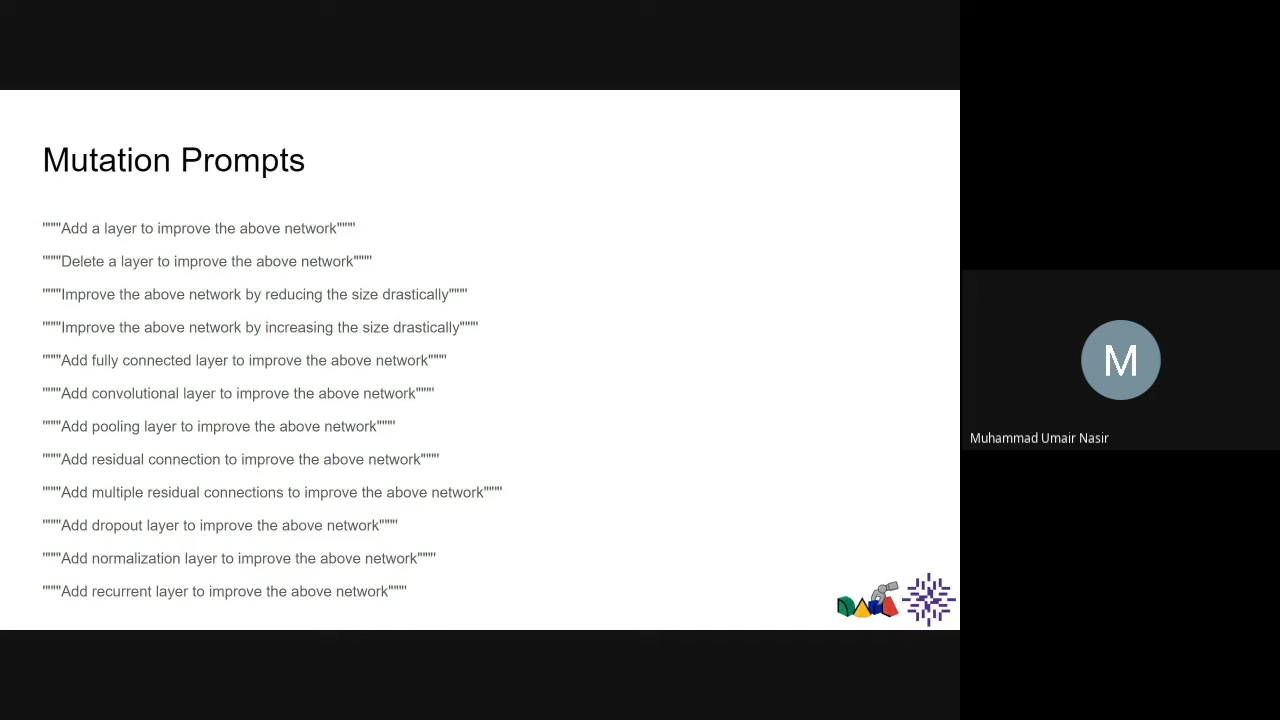 Mutation Prompts
""""Add a layer to improve the above network""""
""""Delete a layer to improve the above network""""
""""Improve the above network by reducing the size drastically""""
""""Improve the above network by increasing the size drastically""""
""""Add fully connected layer to improve the above network""""
""""Add convolutional layer to improve the above network""""
""""Add pooling layer to improve the above network""""
""""Add residual connection to improve the above network""""
""""Add multiple residual connections to improve the above network""""
""""Add dropout layer to improve the above network""""
""""Add normalization layer to improve the above network""""
""""Add recurrent layer to improve the above network""""
M
Muhammad Umair Nasir